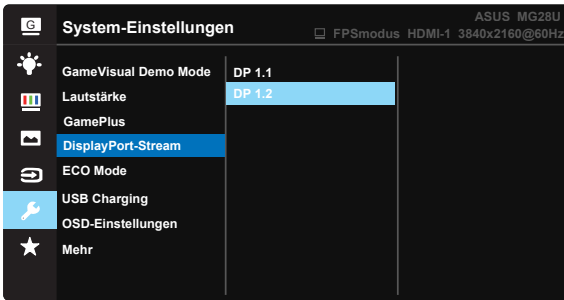 G
System-Einstellungen
ASUS MG28U
FPSmodus HDMI-1 3840x2160@60Hz
GameVisual Demo Mode
DP 1.1
Lautstärke
DP 1.2
GamePlus
DisplayPort-Stream
ECO Mode
USB Charging
OSD-Einstellungen
Mehr